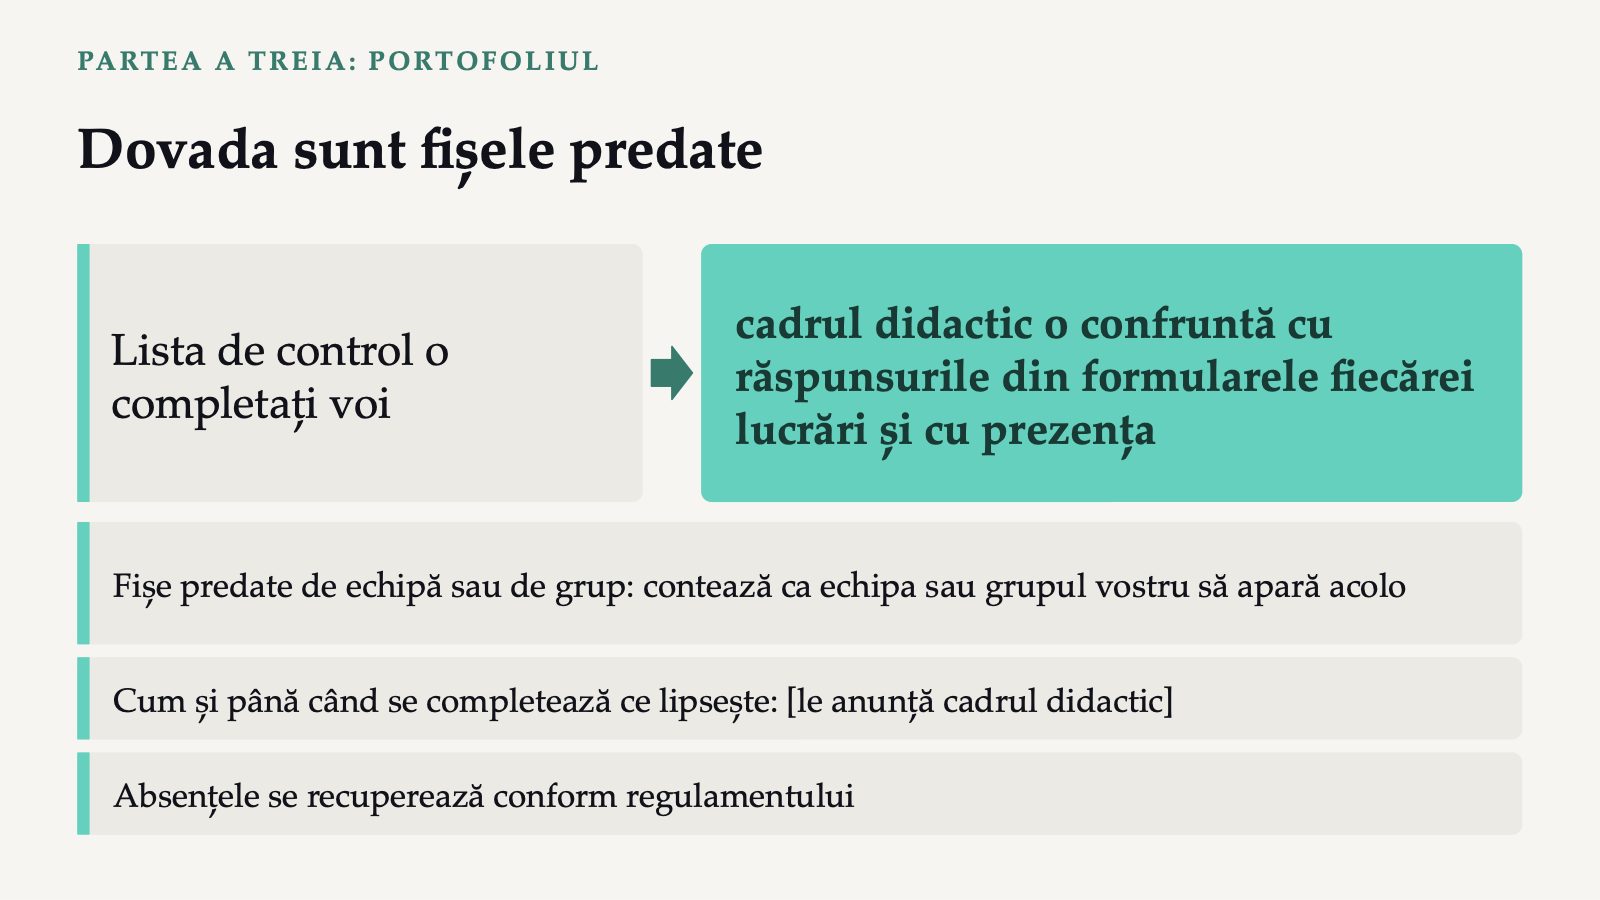 PARTEA A TREIA: PORTOFOLIUL
Dovada sunt fișele predate
Lista de control o
completați voi
cadrul didactic o confruntă cu
răspunsurile din formularele fiecărei
lucrări și cu prezența
Fișe predate de echipă sau de grup: contează ca echipa sau grupul vostru să apară acolo
Cum și până când se completează ce lipsește: [le anunță cadrul didactic]
Absențele se recuperează conform regulamentului